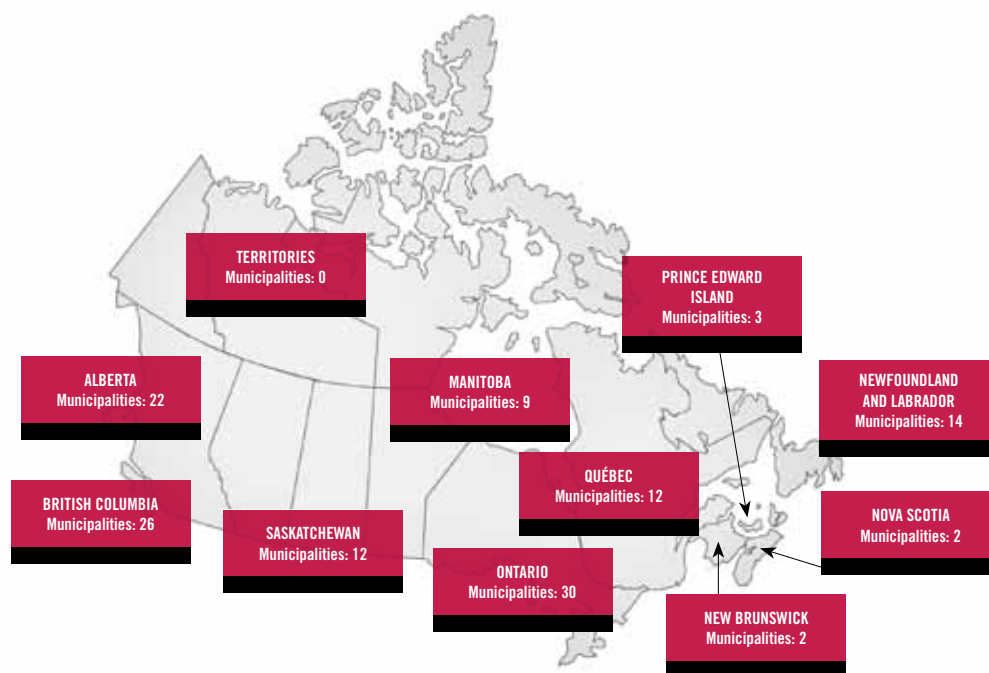 TERRITORIES
Municipalities: 0
PRINCE EDWARD
ISLAND
Municipalities: 3
ALBERTA
Municipalities: 22
MANITOBA
Municipalities: 9
NEWFOUNDLAND
AND LABRADOR
Municipalities: 14
QUÉBEC
Municipalities: 12
BRITISH COLUMBIA
Municipalities: 26
SASKATCHEWAN
Municipalities: 12
NOVA SCOTIA
Municipalities: 2
ONTARIO
Municipalities: 30
NEW BRUNSWICK
Municipalities: 2